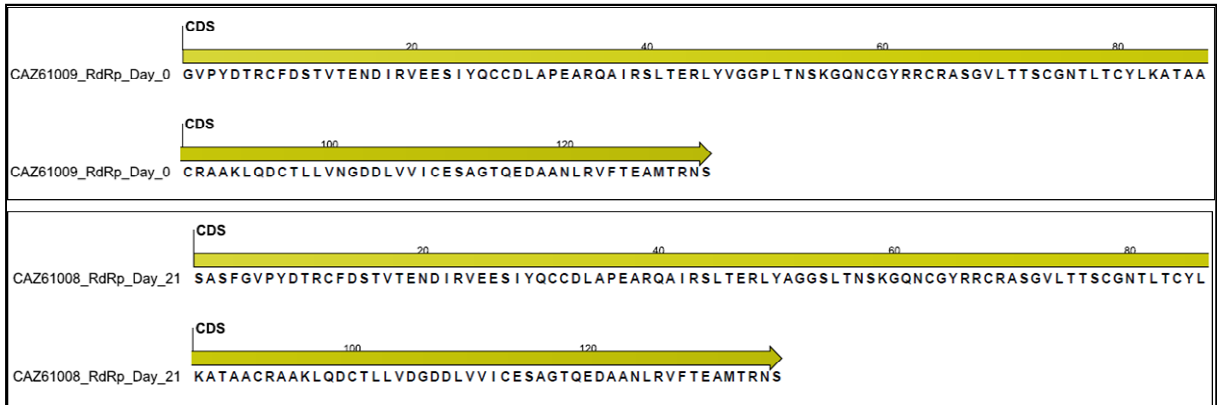 CDS
20 40 60 80
CAZ61009_RdRp_Day_0 GVPYDTRCFDSTVTENDIRVEESIYQCCDLAPEARQAIRSLTERLYVGGPLTNSKGQNCGYRRCRASGVLTTSCGNTLTCYLKATAA
CDS
100 120
CAZ61009_RdRp_Day_0 CRAAKLQDCTLLVNGDDLVVICESAGTQEDAANLRVFTEAMTRNS
CDS
20 40 60 80
CAZ61008_RdRp_Day_21 SASFGVPYDTRCFDSTVTENDIRVEESIYQCCDLAPEARQAIRSLTERLYAGGSLTNSKGQNCGYRRCRASGVLTTSCGNTLTCYL
CDS
100 120
CAZ61008_RdRp_Day_21 KATAACRAAKLQDCTLLVDGDDLVVICESAGTQEDAANLRVFTEAMTRNS